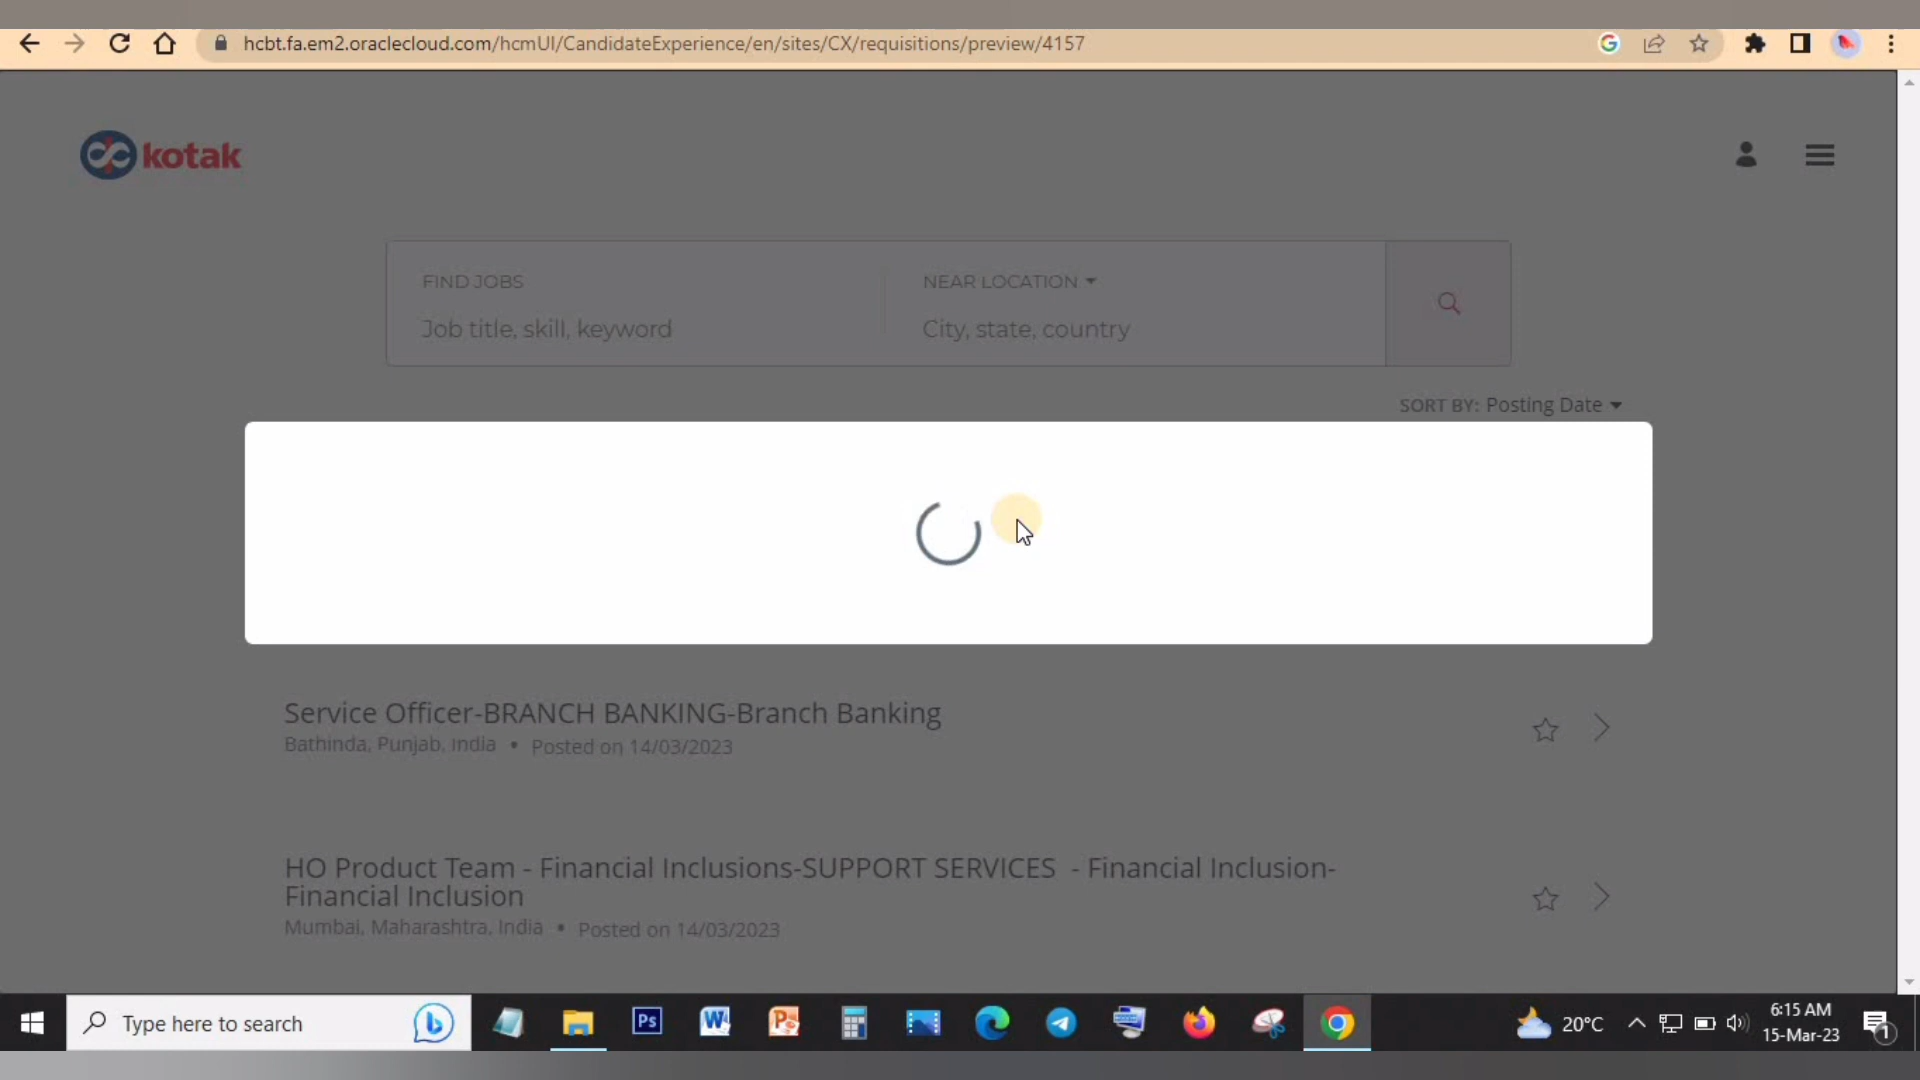 hcbt.fa.em2.oraclecloud.com/hcmUI/CandidateExperience/en/sites/CX/requisitions/preview/4157
kotak
FIND JOBS
NEAR LOCATION
Job title, skill, keyword
City, state, country
SORT BY: Posting Date
Service Officer-BRANCH BANKING-Branch Banking
Bathinda, Punjab, India • Posted on 14/03/2023
HO Product Team - Financial Inclusions-SUPPORT SERVICES - Financial Inclusion-
Financial Inclusion
Mumbai, Maharashtra, India • Posted on 14/03/2023
Type here to search
Ps
W
P
20°C
6:15 AM
15-Mar-23
1